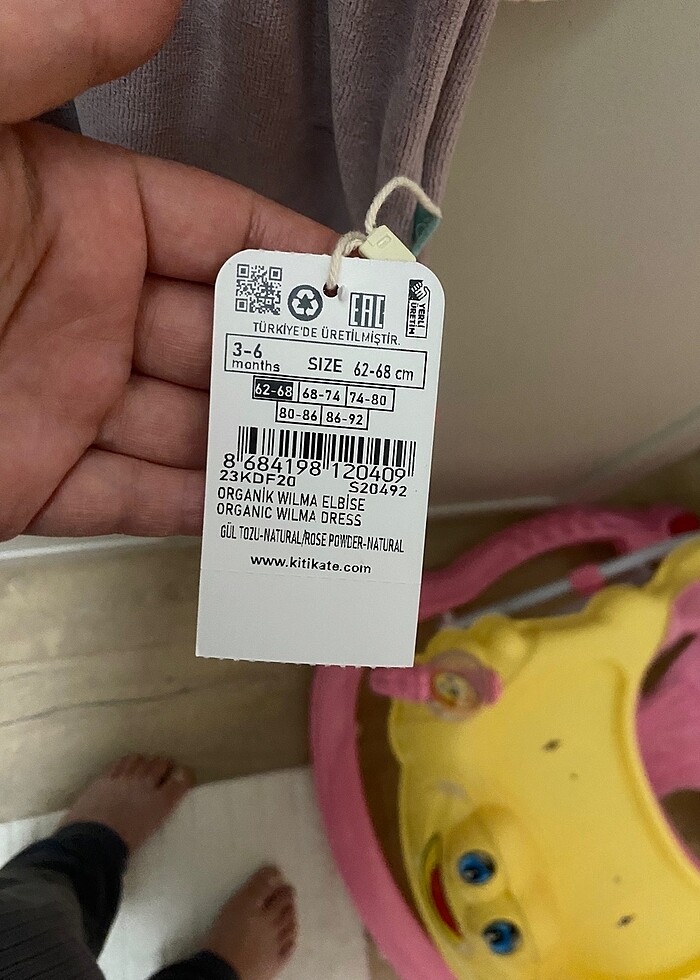 EAC
YERLİ
ÜRETİM
TÜRKİYE'DE ÜRETİLMİŞTİR.
3-6
months
SIZE 62-68 cm
62-68 68-74 74-80
80-86 86-92
8 684198 120409
23KDF20 S20492
ORGANİK WILMA ELBİSE
ORGANIC WILMA DRESS
GÜL TOZU-NATURAL/ROSE POWDER-NATURAL
www.kitikate.com